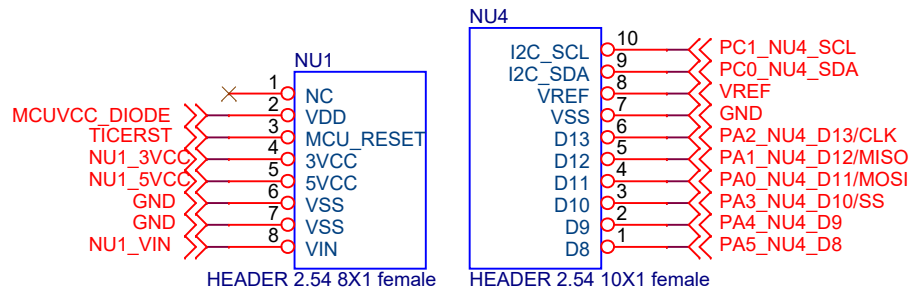 NU1
1 NC
MCUVCC_DIODE 2 VDD
TICERST 3 MCU_RESET
NU1_3VCC 4 3VCC
NU1_5VCC 5 5VCC
GND 6 VSS
GND 7 VSS
NU1_VIN 8 VIN
HEADER 2.54 8X1 female
NU4
I2C_SCL 10 PC1_NU4_SCL
I2C_SDA 9 PC0_NU4_SDA
VREF 8 VREF
VSS 7 GND
D13 6 PA2_NU4_D13/CLK
D12 5 PA1_NU4_D12/MISO
D11 4 PA0_NU4_D11/MOSI
D10 3 PA3_NU4_D10/SS
D9 2 PA4_NU4_D9
D8 1 PA5_NU4_D8
HEADER 2.54 10X1 female